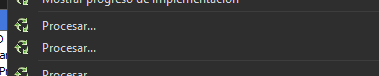 Mostrar progreso de implementación
Procesar...
Procesar...
Procesar